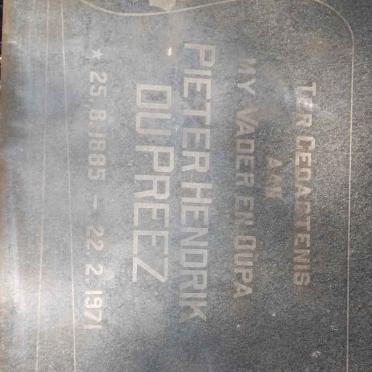 TER GEDAGTENIS
AAN
MY VADER EN OUPA
PIETER HENDRIK
DU PREEZ
* 25.8.1885 – 22.2.1971